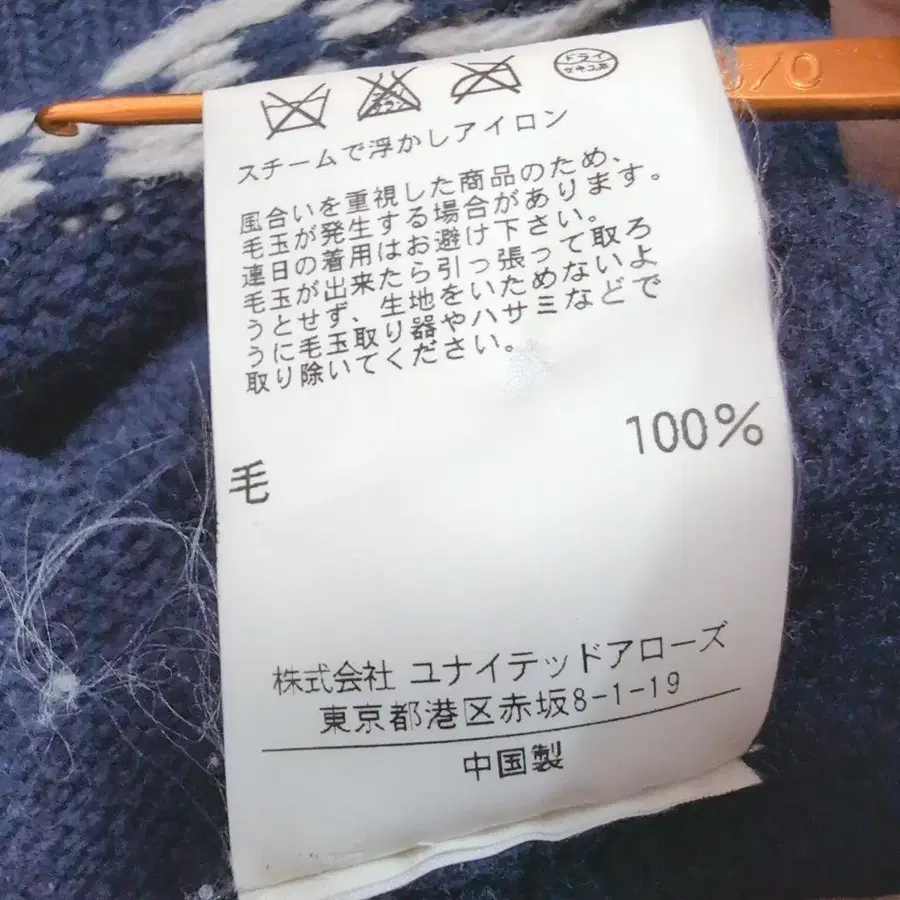 ドライ
セキユ系
/0
スチームで浮かしアイロン
風合いを重視した商品のため、
毛玉が発生する場合があります。
連日の着用はお避け下さい。
毛玉が出来たら引っ張って取ろ
うとせず、生地をいためないよ
うに毛玉取り器やハサミなどで
取り除いてください。
毛 100%
株式会社 ユナイテッドアローズ
東京都港区赤坂8-1-19
中国製